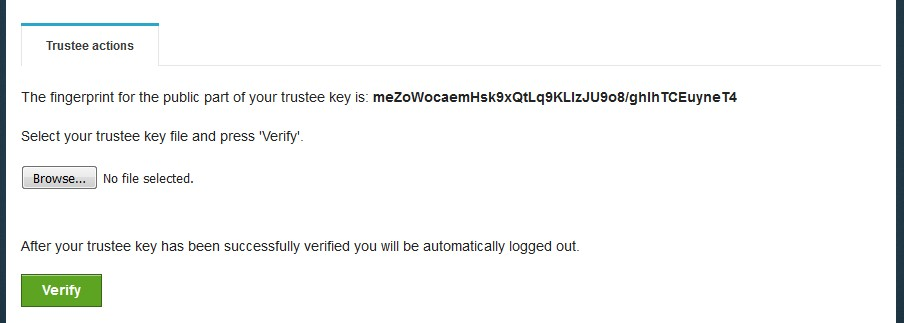 Trustee actions
The fingerprint for the public part of your trustee key is: meZoWocaemHsk9xQtLq9KLIzJU9o8/ghlhTCEuyneT4
Select your trustee key file and press 'Verify'.
Browse... No file selected.
After your trustee key has been successfully verified you will be automatically logged out.
Verify